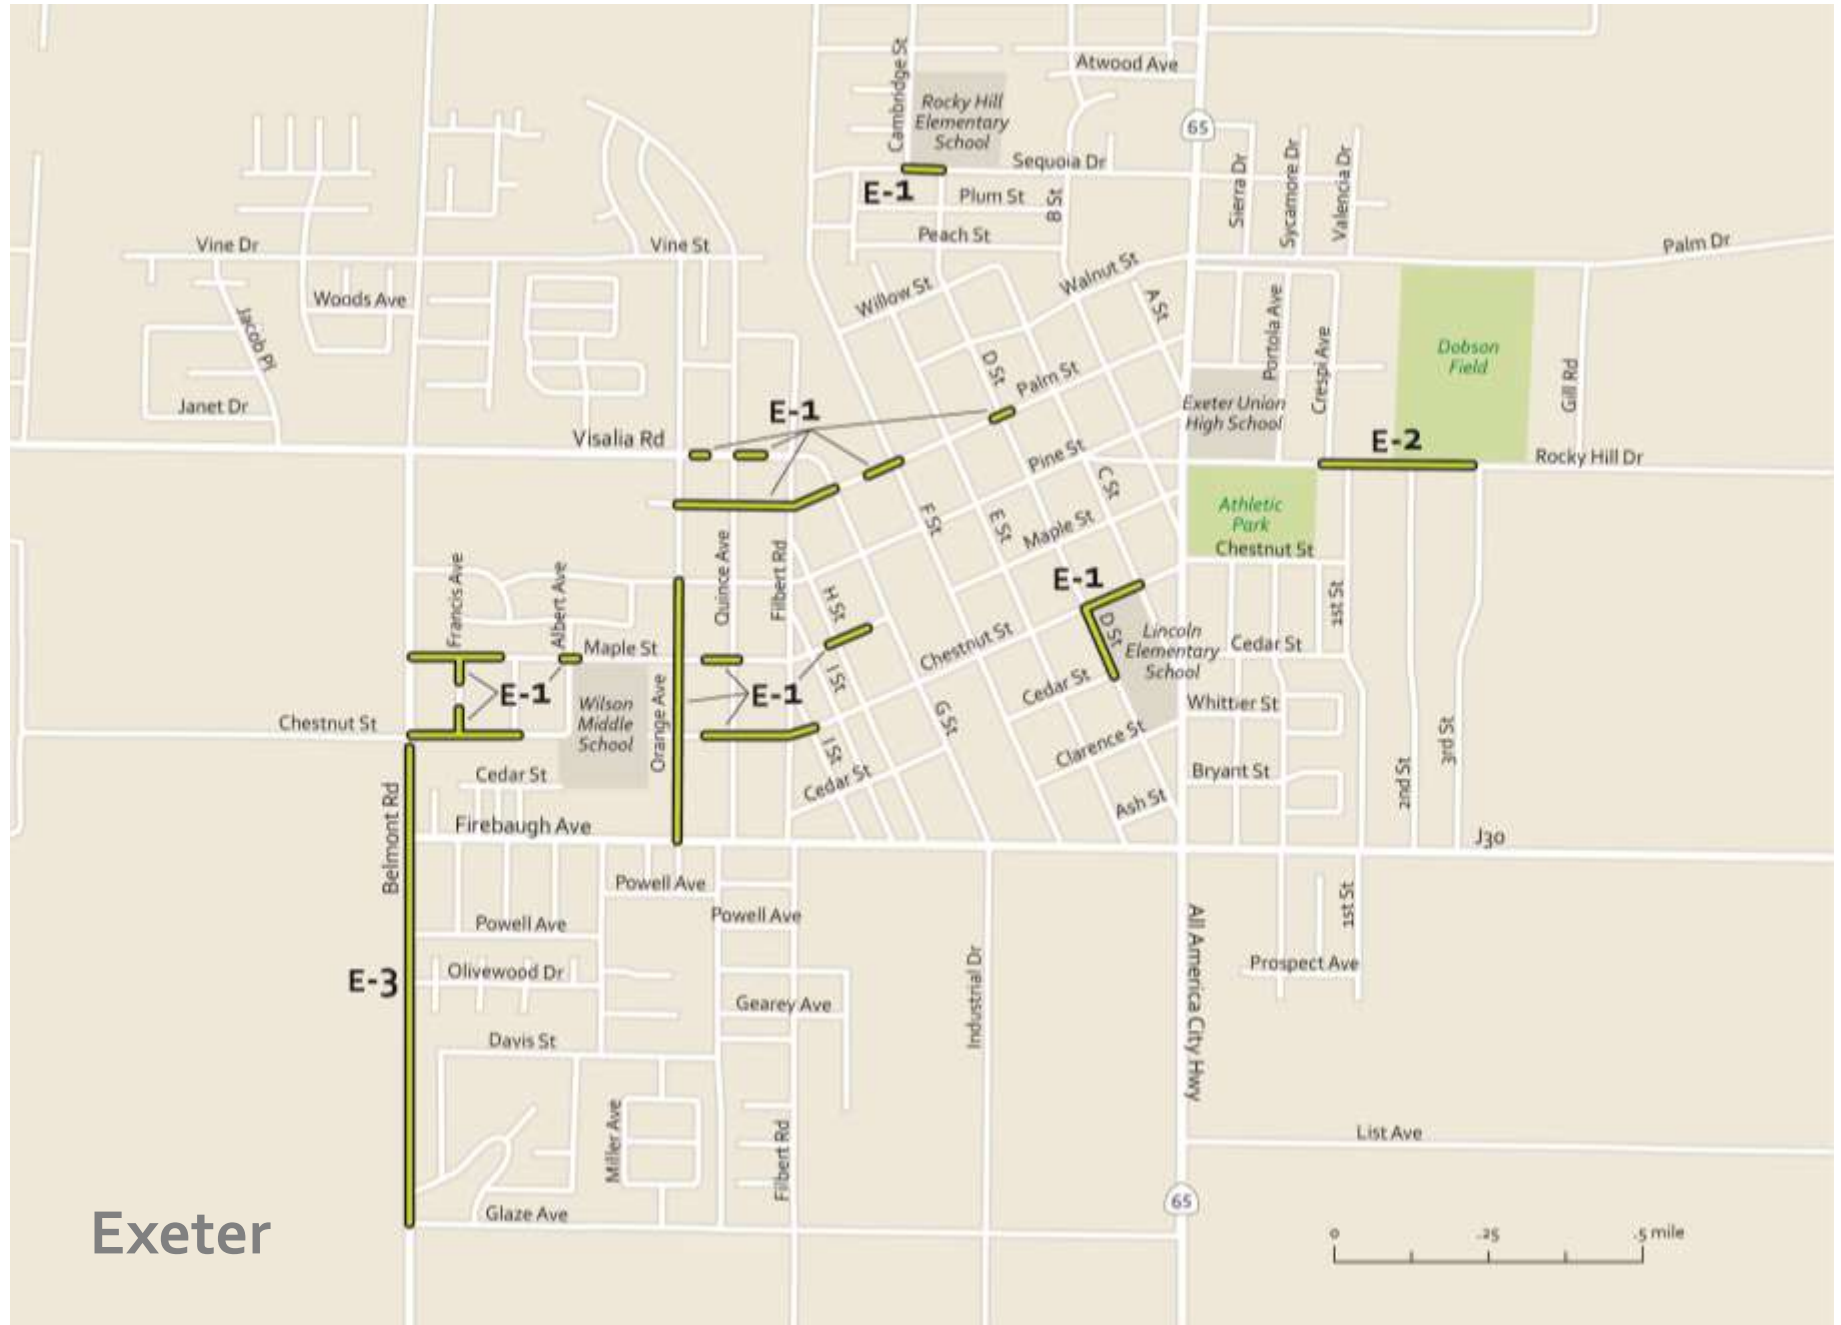 Cambridge St
Atwood Ave
Rocky Hill
Elementary
School
65
Sequoia Dr
E-1
Plum St
B St
Sierra Dr
Sycamore Dr
Valencia Dr
Peach St
Palm Dr
Vine Dr
Vine St
Walnut St
Willow St
A St
Woods Ave
Jacob Pl
Portola Ave
Crespi Ave
Dobson
Field
Gill Rd
D St
Palm St
Janet Dr
E-1
Exeter Union
High School
Visalia Rd
E-2
Pine St
Rocky Hill Dr
C St
Athletic
Park
F St
E St
Maple St
Quince Ave
Filbert Rd
Chestnut St
Francis Ave
Albert Ave
E-1
H St
1st St
D St
Lincoln
Elementary
School
Cedar St
Maple St
Chestnut St
I St
E-1
E-1
Cedar St
Wilson
Middle
School
Orange Ave
Whittier St
Chestnut St
G St
3rd St
I St
Clarence St
Cedar St
Cedar St
Bryant St
2nd St
Belmont Rd
Ash St
Firebaugh Ave
J30
Powell Ave
1st St
Powell Ave
Powell Ave
All America City Hwy
E-3
Olivewood Dr
Prospect Ave
Industrial Dr
Gearey Ave
Davis St
Miller Ave
Filbert Rd
List Ave
65
Glaze Ave
Exeter
0 .25 .5 mile